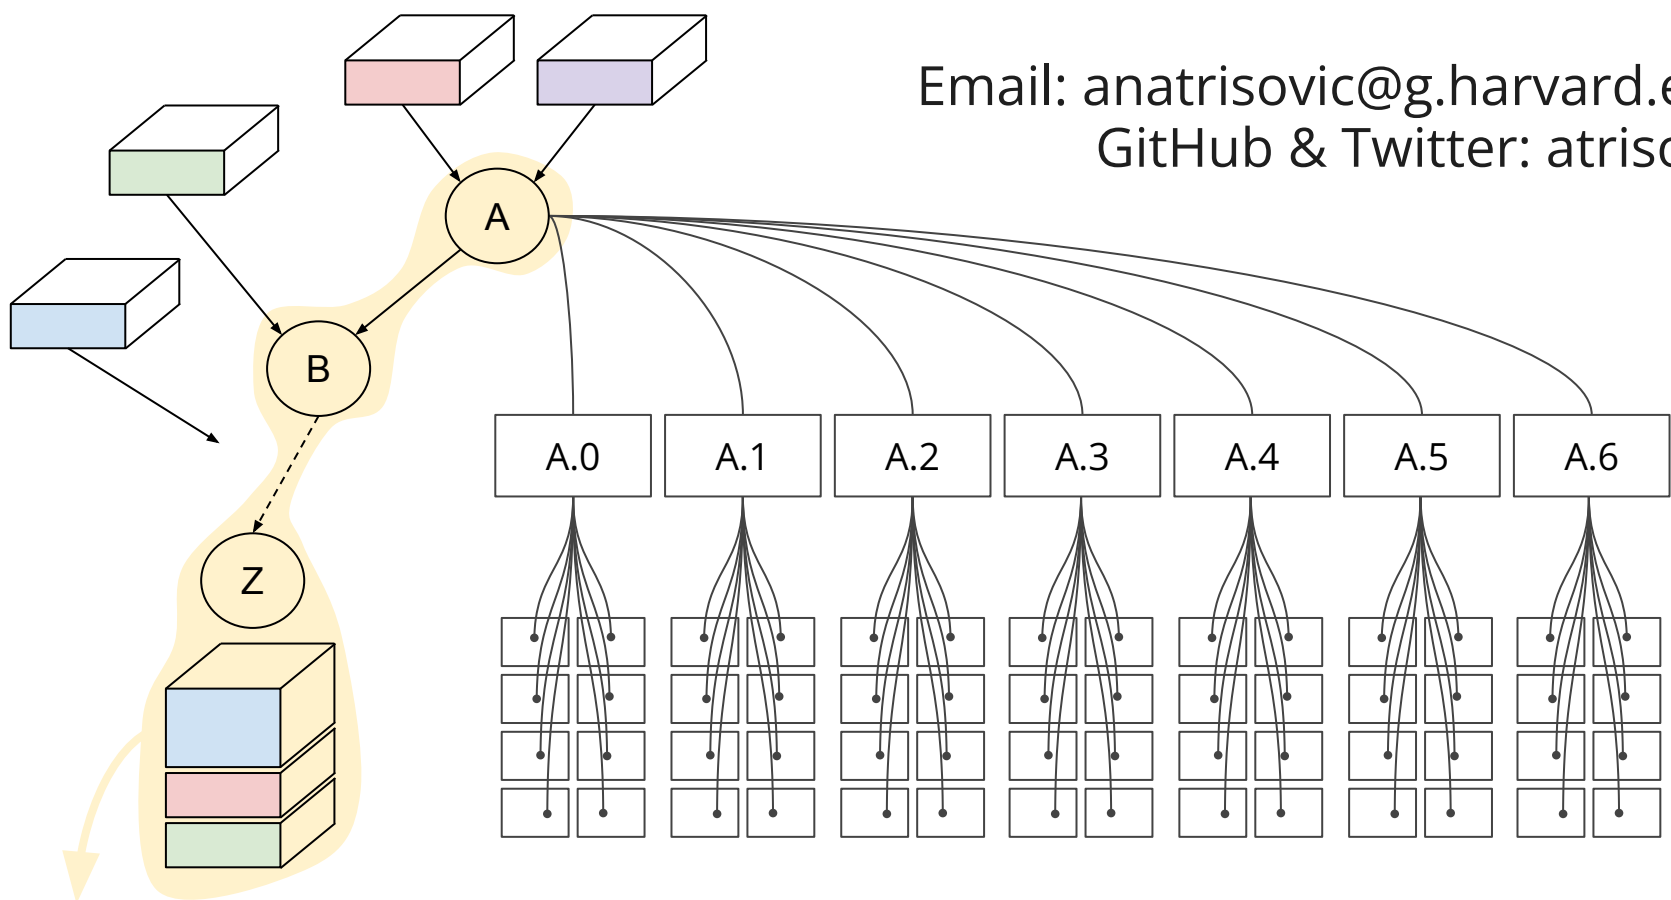 Email: anatrisovic@g.harvard.e
GitHub & Twitter: atriso
A
B
A.0 A.1 A.2 A.3 A.4 A.5 A.6
Z